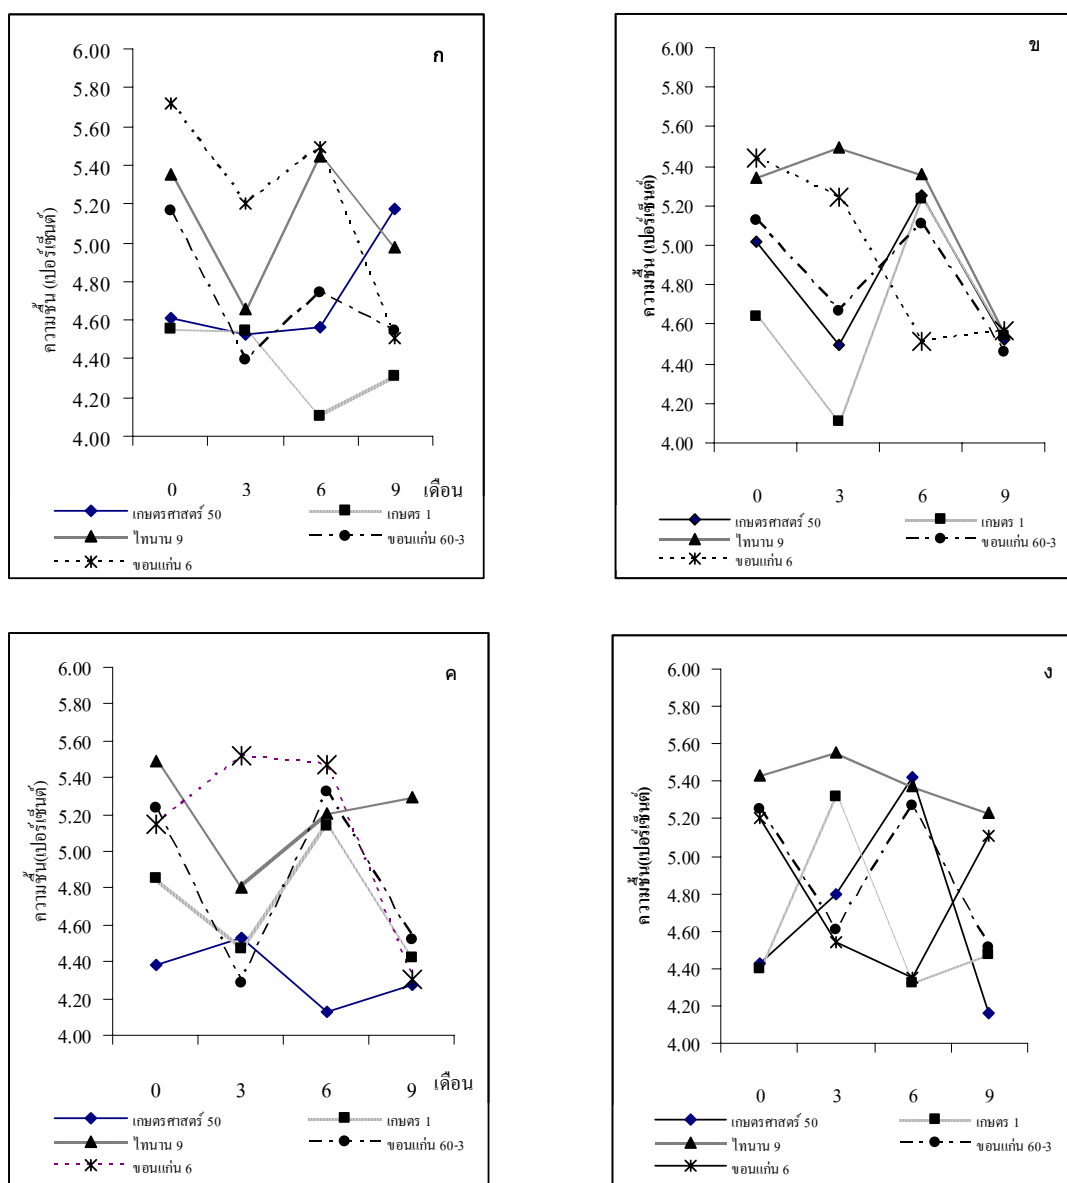 ก
6.00
5.80
5.60
5.40
5.20
5.00
4.80
4.60
4.40
4.20
4.00
ความชื้น (เปอร์เซ็นต์)
0 3 6 9 เดือน
เกษตรศาสตร์ 50 เกษตร 1
ไทนาน 9 ขอนแก่น 60-3
ขอนแก่น 6
ข
6.00
5.80
5.60
5.40
5.20
5.00
4.80
4.60
4.40
4.20
4.00
ความชื้น (เปอร์เซ็นต์)
0 3 6 9
เกษตรศาสตร์ 50 เกษตร 1
ไทนาน 9 ขอนแก่น 60-3
ขอนแก่น 6
ค
6.00
5.80
5.60
5.40
5.20
5.00
4.80
4.60
4.40
4.20
4.00
ความชื้น(เปอร์เซ็นต์)
0 3 6 9 เดือน
เกษตรศาสตร์ 50 เกษตร 1
ไทนาน 9 ขอนแก่น 60-3
ขอนแก่น 6
ง
6.00
5.80
5.60
5.40
5.20
5.00
4.80
4.60
4.40
4.20
4.00
ความชื้น(เปอร์เซ็นต์)
0 3 6 9
เกษตรศาสตร์ 50 เกษตร 1
ไทนาน 9 ขอนแก่น 60-3
ขอนแก่น 6